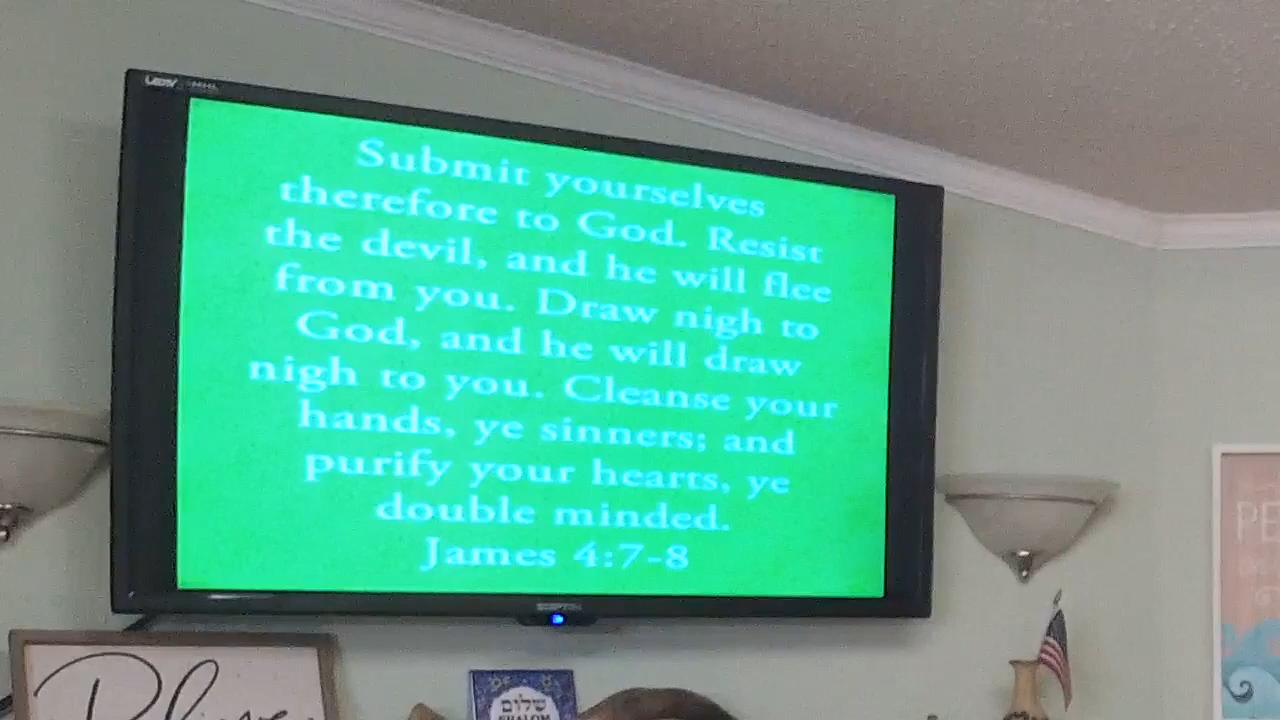 Submit yourselves
therefore to God. Resist
the devil, and he will flee
from you. Draw nigh to
God, and he will draw
nigh to you. Cleanse your
hands, ye sinners; and
purify your hearts, ye
double minded.
James 4:7-8
שלום
SHALOM
PE